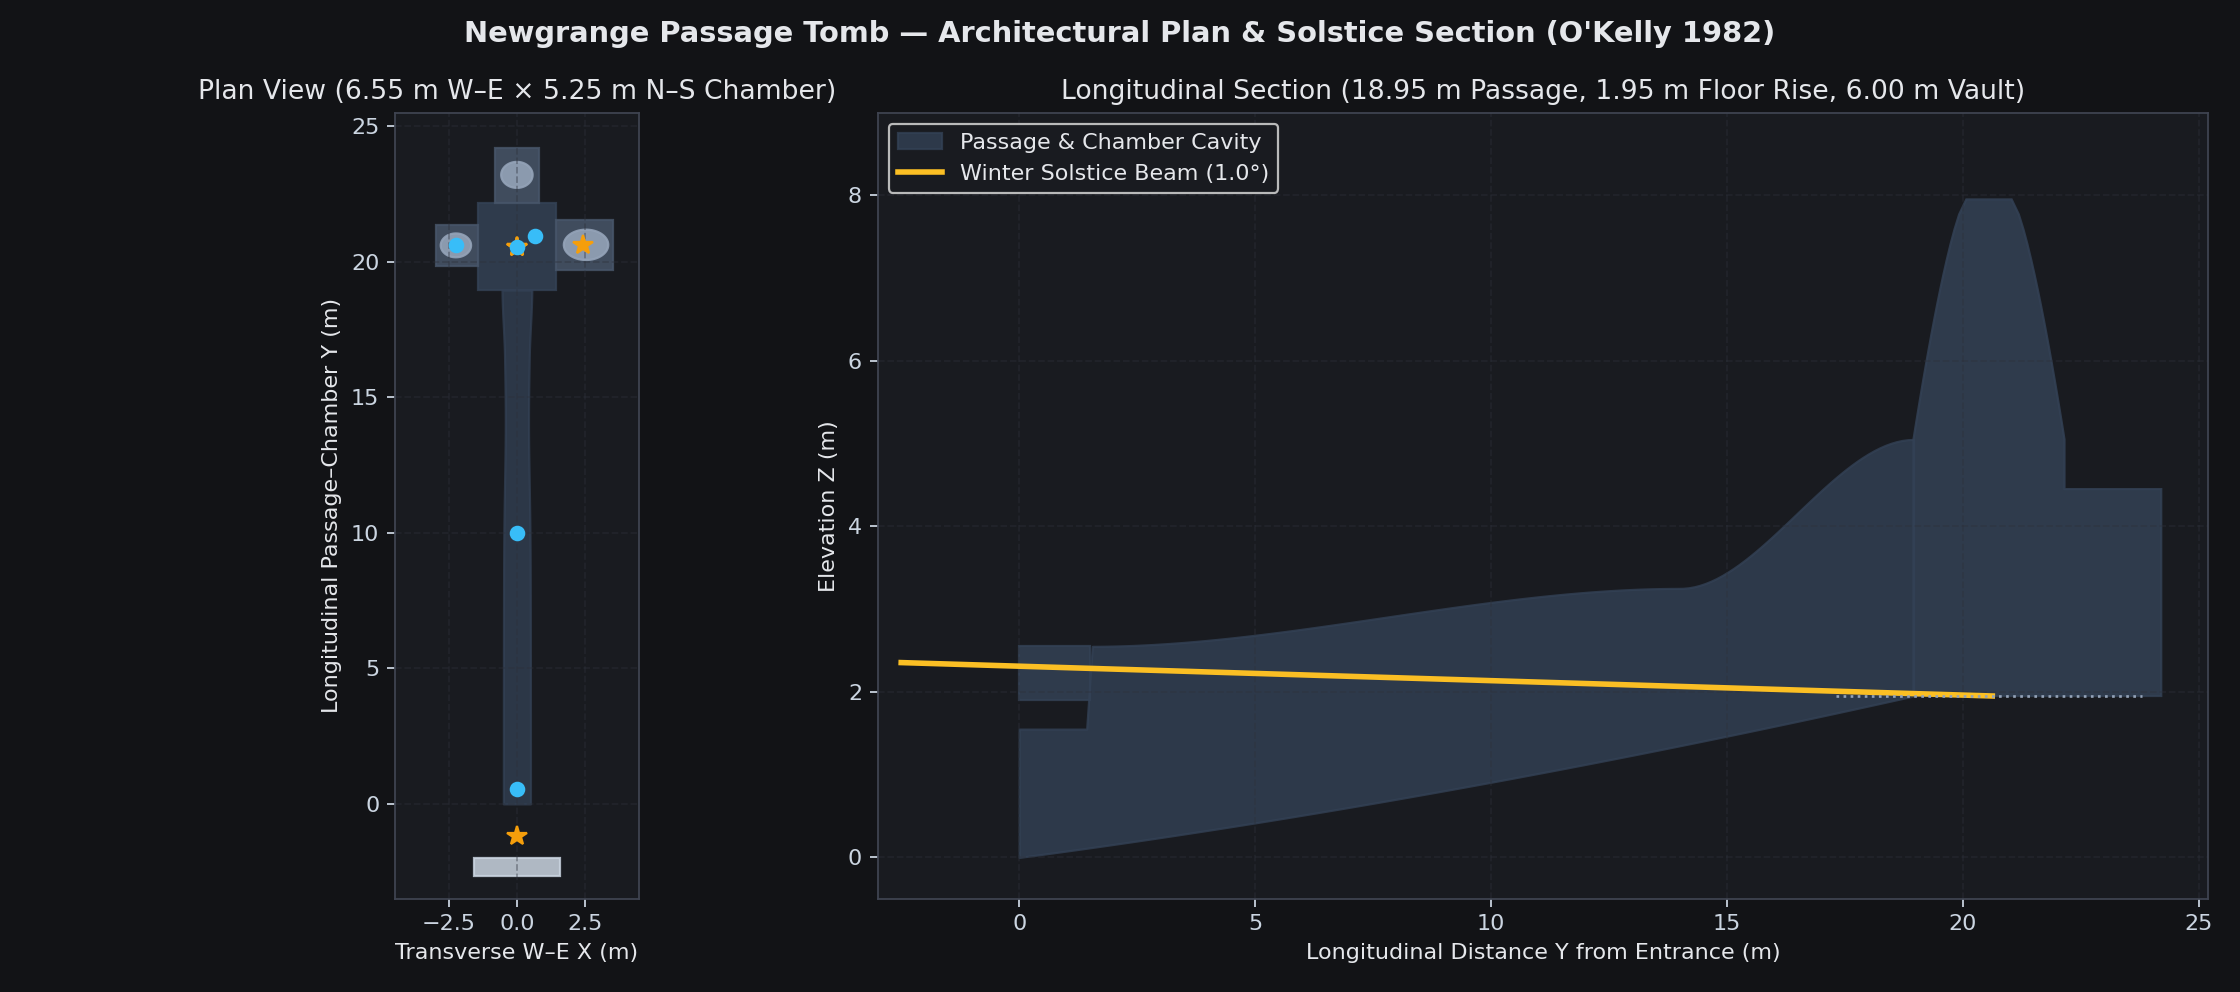 Newgrange Passage Tomb — Architectural Plan & Solstice Section (O'Kelly 1982)
Plan View (6.55 m W–E × 5.25 m N–S Chamber)
25
20
15
10
5
0
Longitudinal Passage–Chamber Y (m)
−2.5 0.0 2.5
Transverse W–E X (m)
Longitudinal Section (18.95 m Passage, 1.95 m Floor Rise, 6.00 m Vault)
Passage & Chamber Cavity
Winter Solstice Beam (1.0°)
8
6
4
2
0
Elevation Z (m)
0 5 10 15 20 25
Longitudinal Distance Y from Entrance (m)